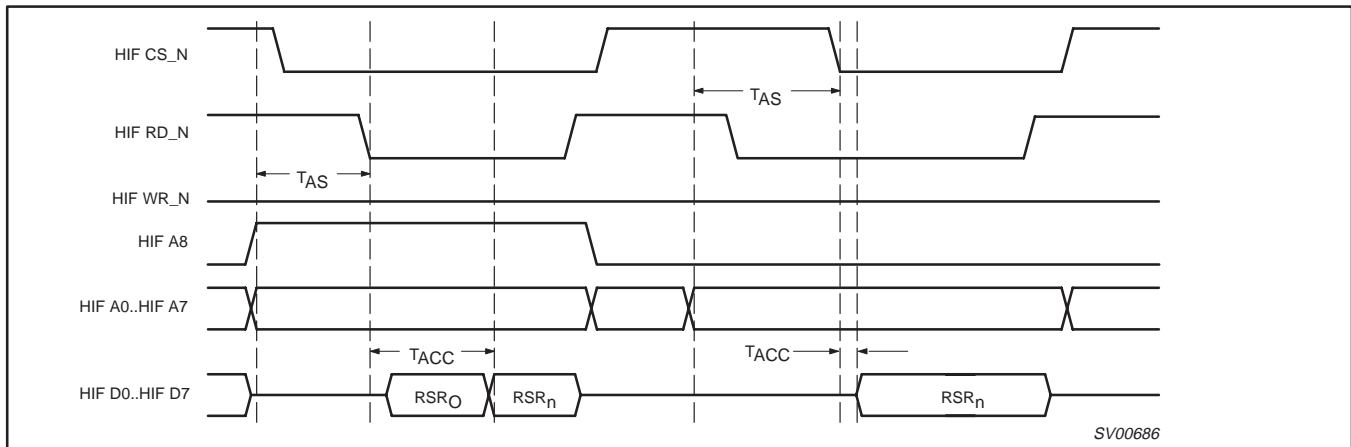 HIF CS_N
TAS
HIF RD_N
TAS
HIF WR_N
HIF A8
HIF A0..HIF A7
TACC
TACC
HIF D0..HIF D7
RSRO
RSRn
RSRn
SV00686